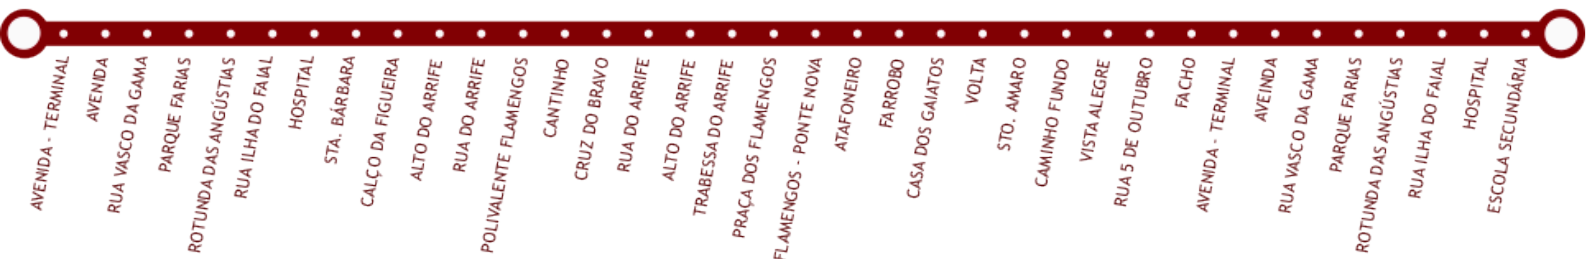 AVENIDA - TERMINAL
AVENIDA
RUA VASCO DA GAMA
PARQUE FARIAS
ROTUNDA DAS ANGÚSTIAS
RUA ILHA DO FAIAL
HOSPITAL
STA. BÁRBARA
CALÇO DA FIGUEIRA
ALTO DO ARRIFE
RUA DO ARRIFE
POLIVALENTE FLAMENGOS
CANTINHO
CRUZ DO BRAVO
RUA DO ARRIFE
ALTO DO ARRIFE
TRABESSA DO ARRIFE
PRAÇA DOS FLAMENGOS
FLAMENGOS - PONTE NOVA
ATAFONEIRO
FARROBO
CASA DOS GAIATOS
VOLTA
STO. AMARO
CAMINHO FUNDO
VISTA ALEGRE
RUA 5 DE OUTUBRO
FACHO
AVENIDA - TERMINAL
AVEINDA
RUA VASCO DA GAMA
PARQUE FARIAS
ROTUNDA DAS ANGÚSTIAS
RUA ILHA DO FAIAL
HOSPITAL
ESCOLA SECUNDÁRIA